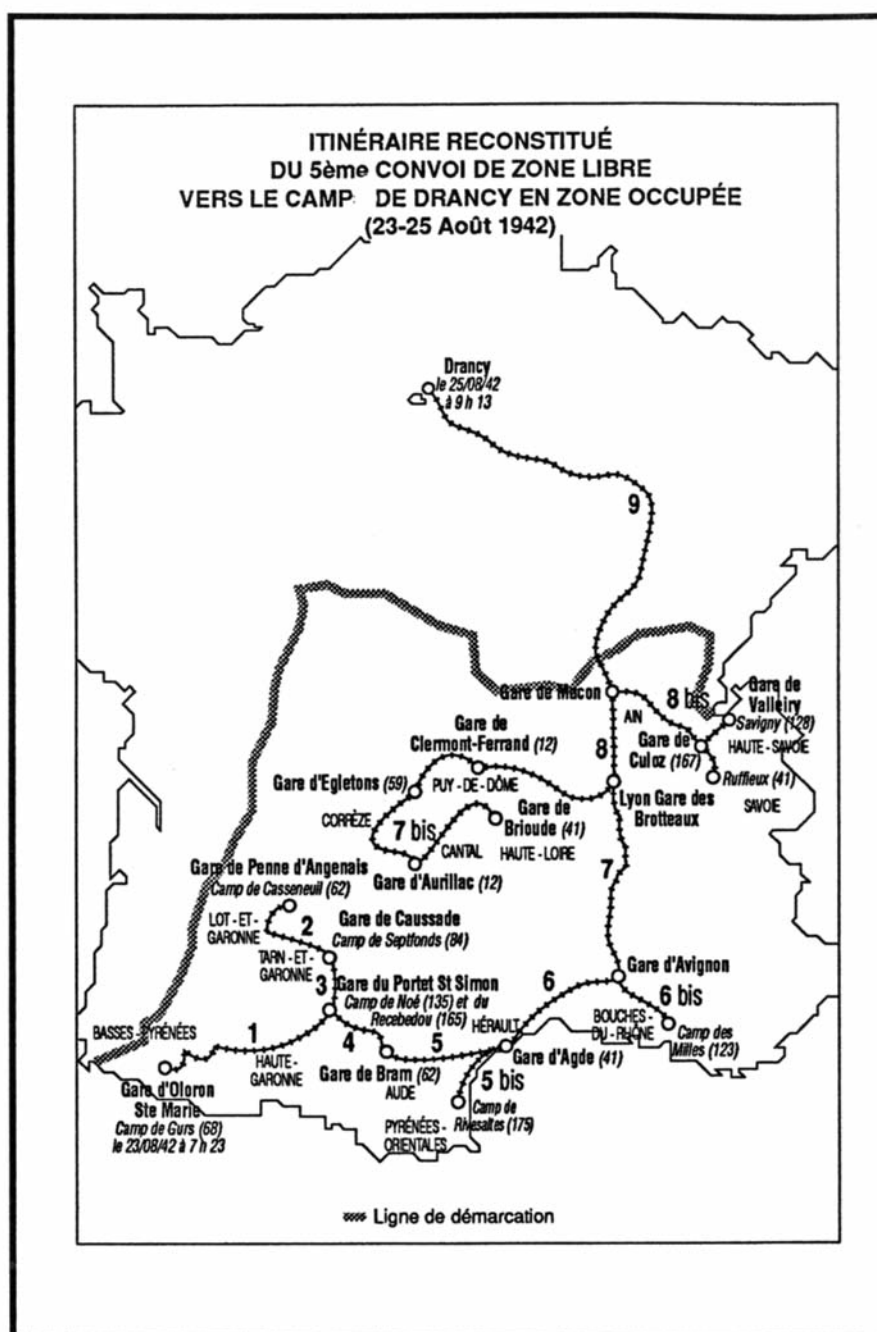 ITINÉRAIRE RECONSTITUÉ
DU 5ème CONVOI DE ZONE LIBRE
VERS LE CAMP DE DRANCY EN ZONE OCCUPÉE
(23-25 Août 1942)
Drancy
le 25/08/42
à 9 h 13
9
Gare de Macon
8 bis
Gare de
Valleiry
Savigny (128)
AIN
Gare de
Culoz
(167)
HAUTE-SAVOIE
Ruffieux (41)
SAVOIE
8
Gare de
Clermont-Ferrand (12)
PUY-DE-DÔME
Gare d'Egletons (59)
Lyon Gare des
Brotteaux
CORRÈZE
7 bis
Gare de
Brioude (41)
CANTAL
HAUTE-LOIRE
Gare d'Aurillac (12)
7
Gare de Penne d'Angenais
Camp de Casseneuil (62)
LOT-ET-
GARONNE
2
Gare de Caussade
Camp de Septfonds (84)
TARN-ET-
GARONNE
3
Gare du Portet St Simon
Camp de Noé (135) et du
Recebedou (165)
Gare d'Avignon
6
6 bis
BOUCHES-
DU-RHÔNE
Camp des
Milles (123)
HÉRAULT
BASSES-PYRÉNÉES
1
HAUTE-
GARONNE
4
5
Gare d'Agde (41)
Gare de Bram (62)
AUDE
5 bis
Camp de
Rivesaltes (175)
PYRÉNÉES-
ORIENTALES
Gare d'Oloron
Ste Marie
Camp de Gurs (68)
le 23/08/42 à 7 h 23
Ligne de démarcation